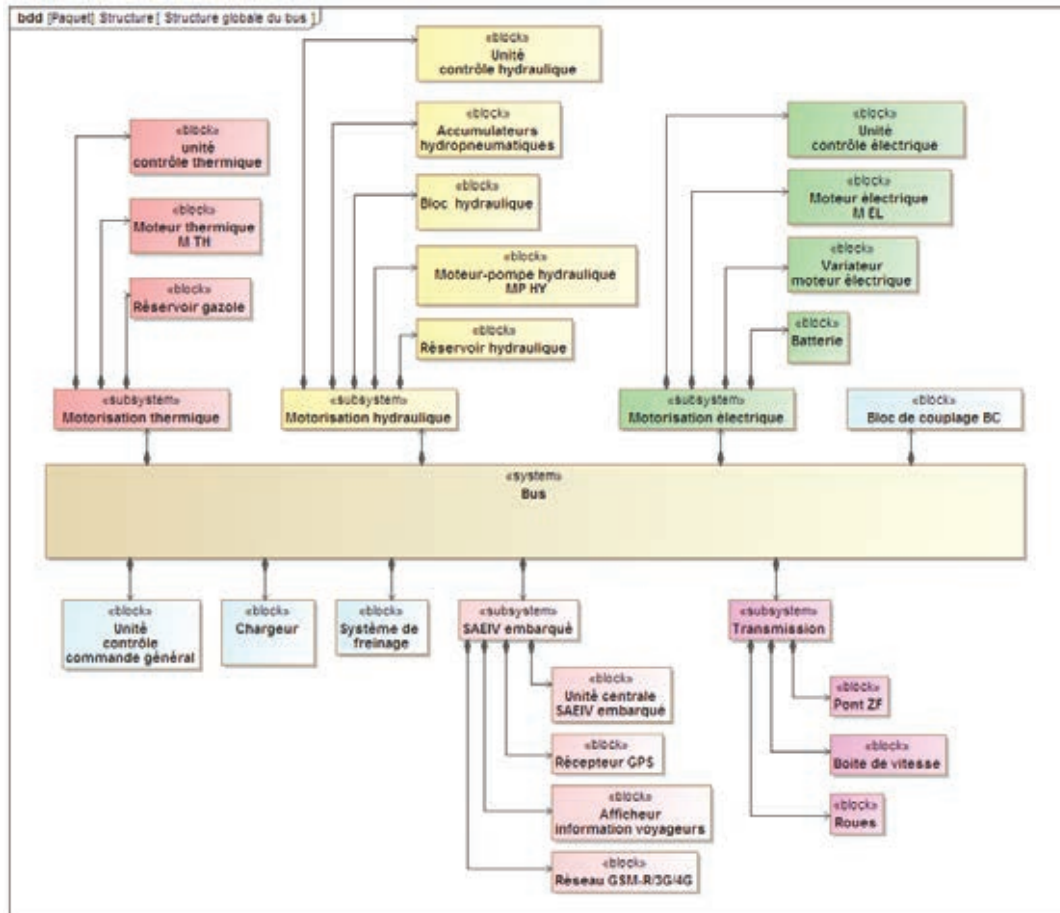 bdd [Paquet] Structure [ Structure globale du bus ]
«block»
Unité
contrôle hydraulique
«block»
unité
contrôle thermique
«block»
Accumulateurs
hydropneumatiques
«block»
Unité
contrôle électrique
«block»
Moteur thermique
M TH
«block»
Bloc hydraulique
«block»
Moteur électrique
M EL
«block»
Réservoir gazole
«block»
Moteur-pompe hydraulique
MP HY
«block»
Variateur
moteur électrique
«block»
Réservoir hydraulique
«block»
Batterie
«subsystem»
Motorisation thermique
«subsystem»
Motorisation hydraulique
«subsystem»
Motorisation électrique
«block»
Bloc de couplage BC
«system»
Bus
«block»
Unité
contrôle
commande général
«block»
Chargeur
«block»
Système de
freinage
«subsystem»
SAEIV embarqué
«subsystem»
Transmission
«block»
Unité centrale
SAEIV embarqué
«block»
Pont ZF
«block»
Récepteur GPS
«block»
Boite de vitesse
«block»
Afficheur
information voyageurs
«block»
Roues
«block»
Réseau GSM-R/3G/4G